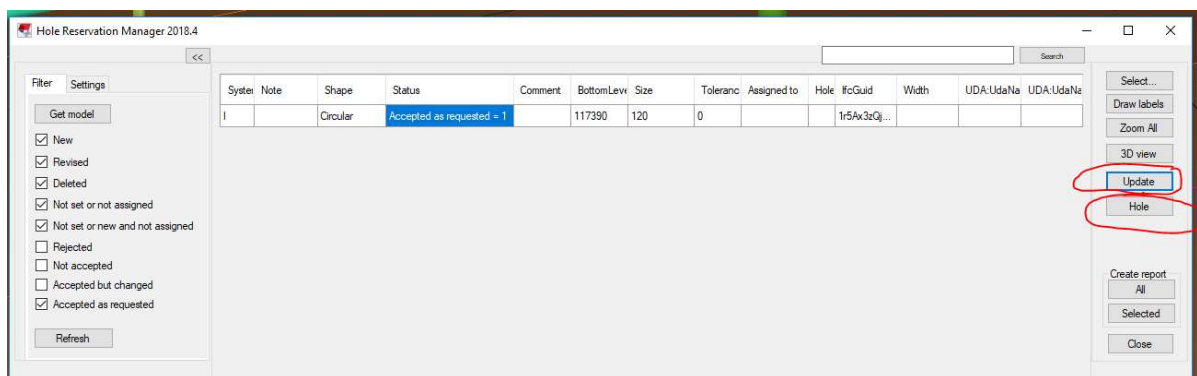 Hole Reservation Manager 2018.4
<<
Search
Filter Settings
Get model
New
Revised
Deleted
Not set or not assigned
Not set or new and not assigned
Rejected
Not accepted
Accepted but changed
Accepted as requested
Refresh
Syster Note Shape Status Comment BottomLeve Size Toleranc Assigned to Hole IfcGuid Width UDA:UdaNa UDA:UdaNa
I Circular Accepted as requested = 1 117390 120 0 1r5Ax3zQj...
Select...
Draw labels
Zoom All
3D view
Update
Hole
Create report
All
Selected
Close